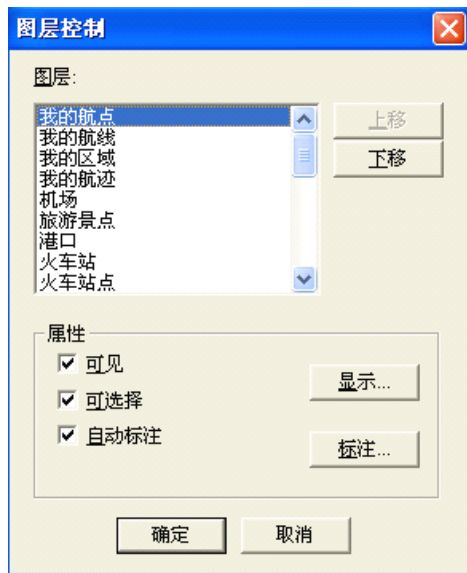 图层控制
图层:
我的航点
我的航线
我的区域
我的航迹
机场
旅游景点
港口
火车站
火车站点
上移
下移
属性
可见
可选择
自动标注
显示...
标注...
确定
取消